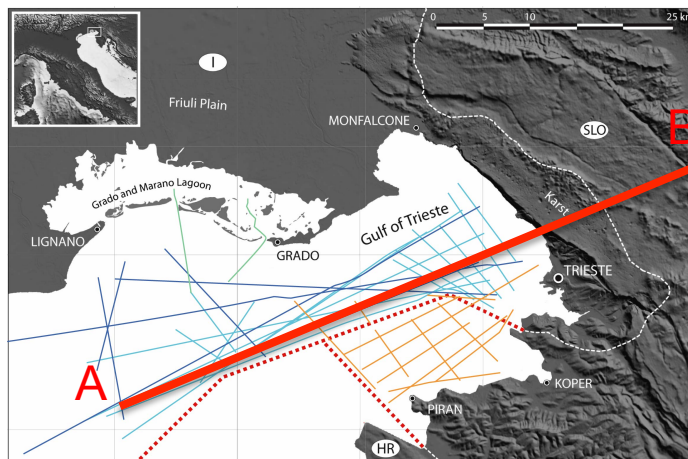 0 5 10 25 km
I
Friuli Plain
MONFALCONE
SLO
Grado and Marano Lagoon
Karst
Gulf of Trieste
LIGNANO
GRADO
TRIESTE
A
KOPER
PIRAN
HR